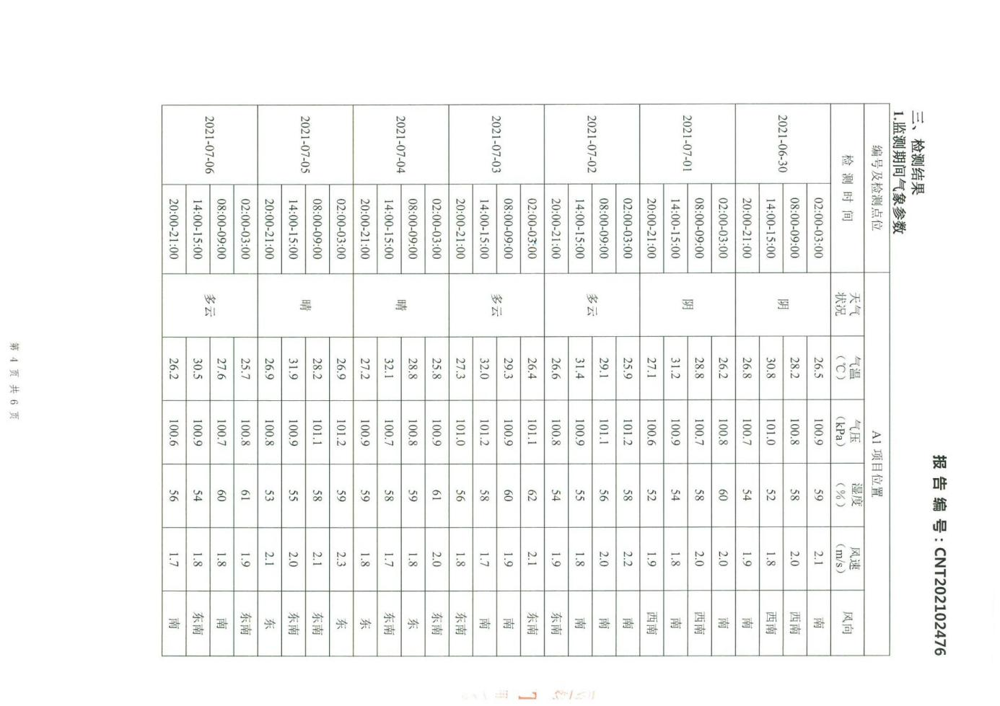 报告编号:CNT202102476
三、检测结果
1.监测期间气象参数
编号及检测点位 A1 项目位置
检 测 时 间 天气状况 气温(℃) 气压(kPa) 湿度(%) 风速(m/s) 风向
2021-06-30 02:00-03:00 阴 26.5 100.9 59 2.1 南
08:00-09:00 28.2 100.8 58 2.0 西南
14:00-15:00 30.8 101.0 52 1.8 西南
20:00-21:00 26.8 100.7 54 1.9 南
2021-07-01 02:00-03:00 阴 26.2 100.8 60 2.0 南
08:00-09:00 28.8 100.7 58 2.0 西南
14:00-15:00 31.2 100.9 54 1.8 南
20:00-21:00 27.1 100.6 52 1.9 西南
2021-07-02 02:00-03:00 多云 25.9 101.2 58 2.2 南
08:00-09:00 29.1 101.1 56 2.0 南
14:00-15:00 31.4 100.9 55 1.8 南
20:00-21:00 26.6 100.8 54 1.9 东南
2021-07-03 02:00-03:00 多云 26.4 101.1 62 2.1 东南
08:00-09:00 29.3 100.9 60 1.9 南
14:00-15:00 32.0 101.2 58 1.7 南
20:00-21:00 27.3 101.0 56 1.8 东南
2021-07-04 02:00-03:00 晴 25.8 100.9 61 2.0 东南
08:00-09:00 28.8 100.8 59 1.8 东
14:00-15:00 32.1 100.7 58 1.7 东南
20:00-21:00 27.2 100.9 59 1.8 东
2021-07-05 02:00-03:00 晴 26.9 101.2 59 2.3 东
08:00-09:00 28.2 101.1 58 2.1 东南
14:00-15:00 31.9 100.9 55 2.0 东南
20:00-21:00 26.9 100.8 53 2.1 东
2021-07-06 02:00-03:00 多云 25.7 100.8 61 1.9 东南
08:00-09:00 27.6 100.7 60 1.8 南
14:00-15:00 30.5 100.9 54 1.8 东南
20:00-21:00 26.2 100.6 56 1.7 南
第 4 页 共 6 页